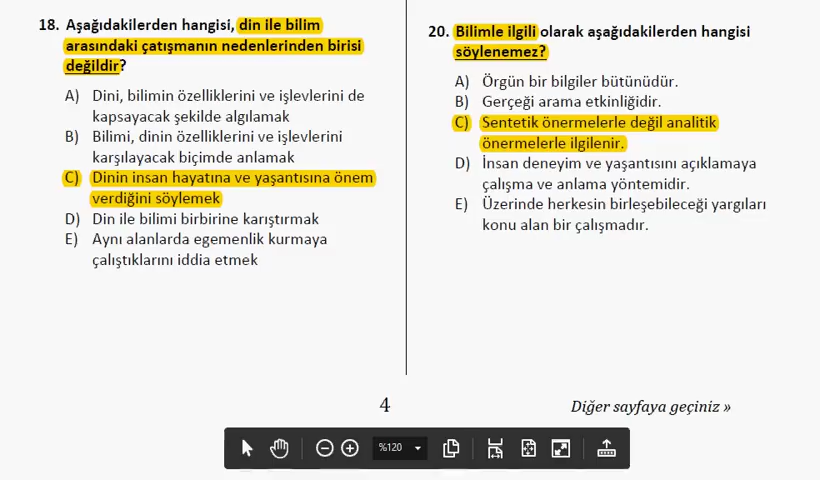 18. Aşağıdakilerden hangisi, din ile bilim
arasındaki çatışmanın nedenlerinden birisi
değildir?
A) Dini, bilimin özelliklerini ve işlevlerini de
kapsayacak şekilde algılamak
B) Bilimi, dinin özelliklerini ve işlevlerini
karşılayacak biçimde anlamak
C) Dinin insan hayatına ve yaşantısına önem
verdiğini söylemek
D) Din ile bilimi birbirine karıştırmak
E) Aynı alanlarda egemenlik kurmaya
çalıştıklarını iddia etmek
20. Bilimle ilgili olarak aşağıdakilerden hangisi
söylenemez?
A) Örgün bir bilgiler bütünüdür.
B) Gerçeği arama etkinliğidir.
C) Sentetik önermelerle değil analitik
önermelerle ilgilenir.
D) İnsan deneyim ve yaşantısını açıklamaya
çalışma ve anlama yöntemidir.
E) Üzerinde herkesin birleşebileceği yargıları
konu alan bir çalışmadır.
4
Diğer sayfaya geçiniz »
%120